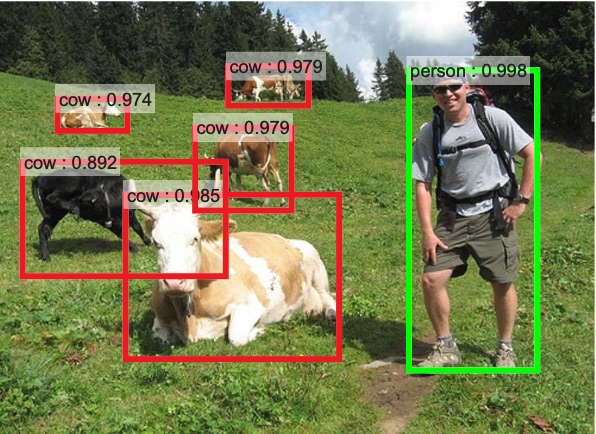 cow : 0.979
person : 0.998
cow : 0.974
cow : 0.979
cow : 0.892
cow : 0.985